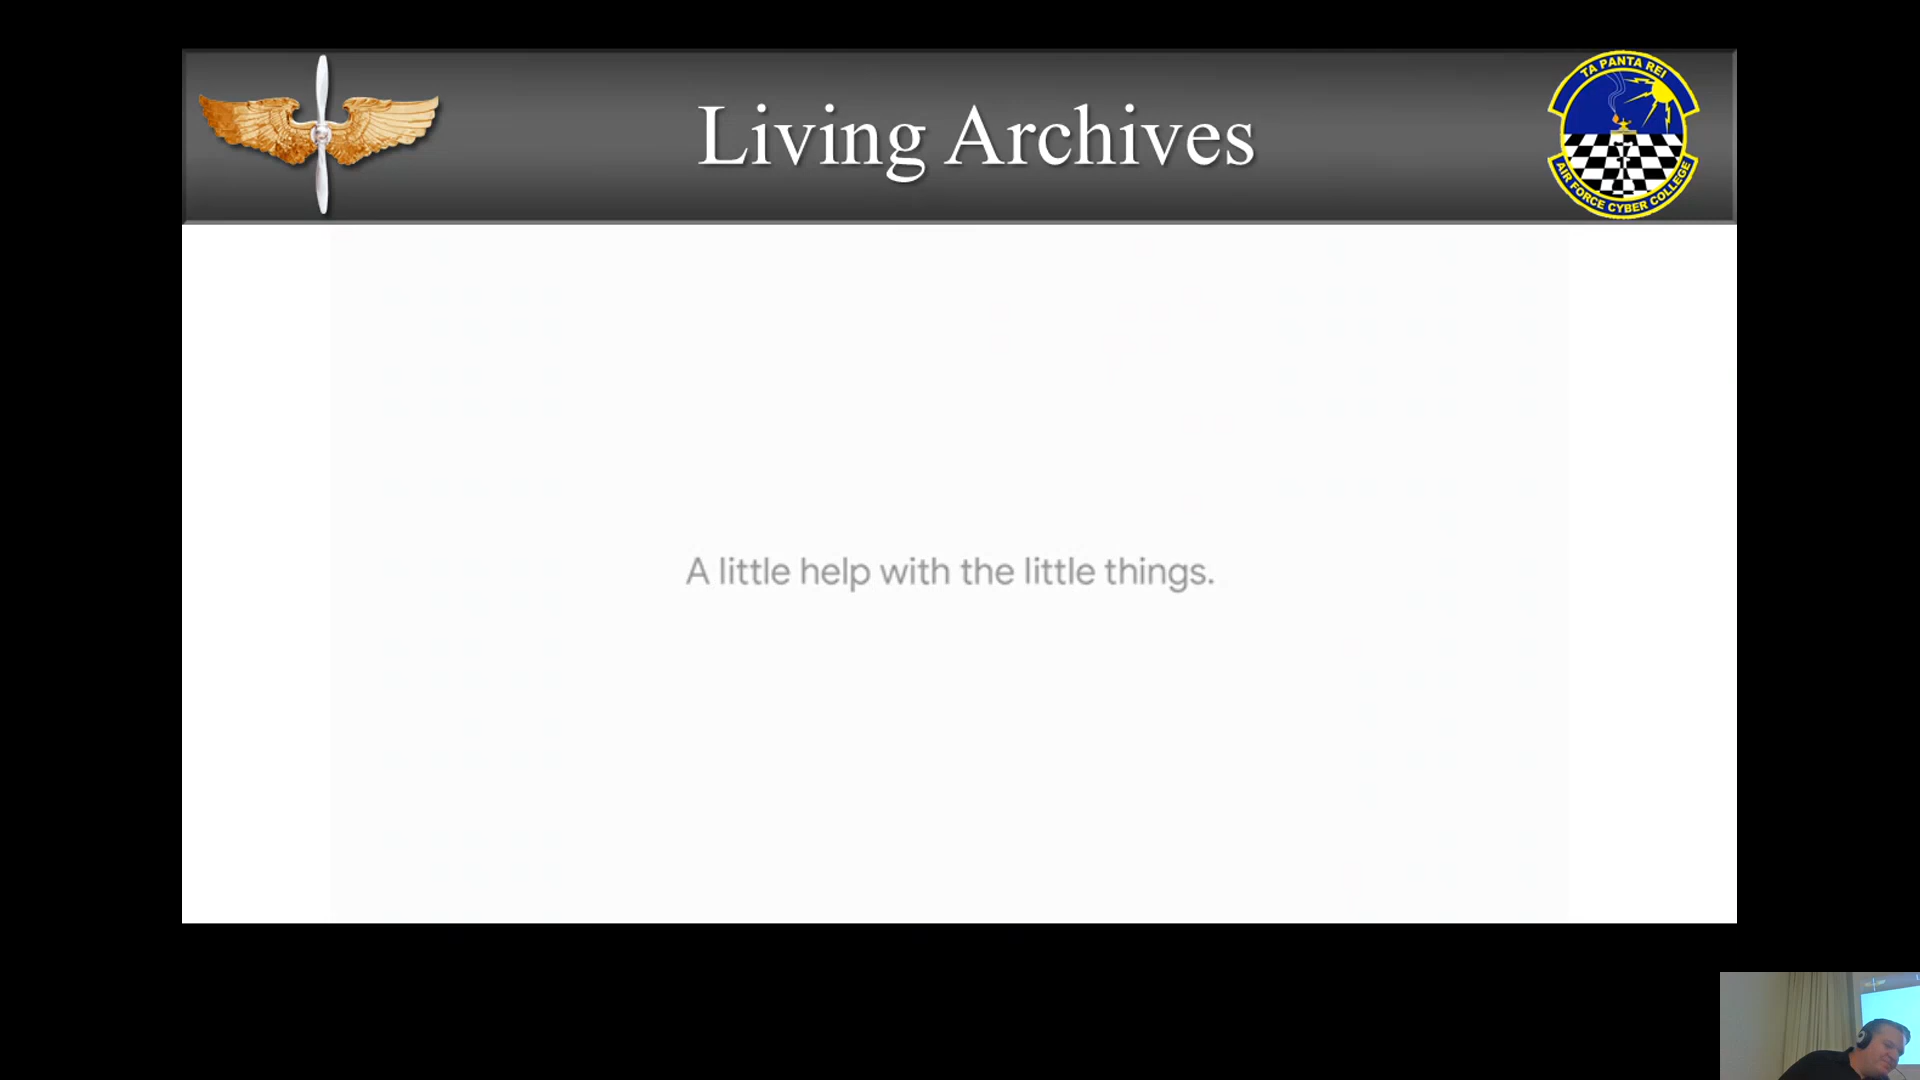 Living Archives
TA PANTA REI
AIR FORCE CYBER COLLEGE
A little help with the little things.